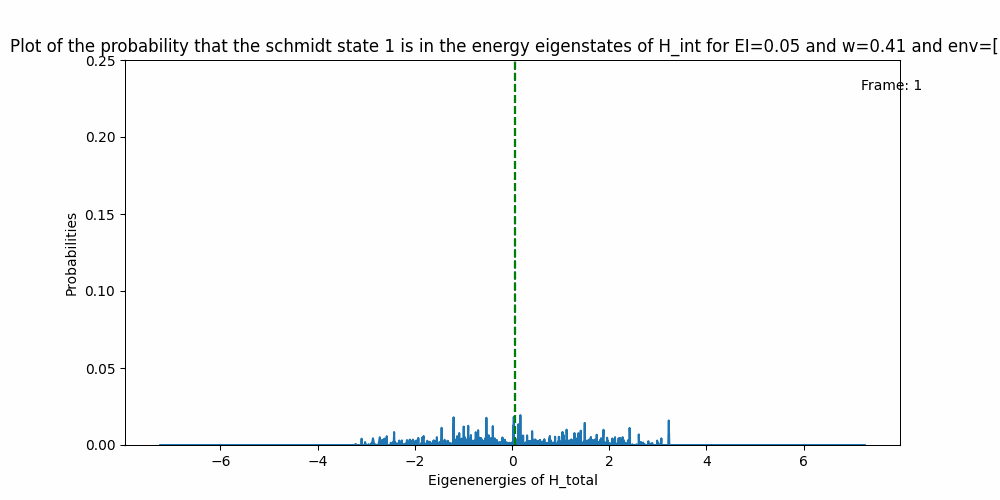 Plot of the probability that the schmidt state 1 is in the energy eigenstates of H_int for EI=0.05 and w=0.41 and env=[
Frame: 1
0.25
0.20
0.15
0.10
0.05
0.00
Probabilities
−6 −4 −2 0 2 4 6
Eigenenergies of H_total